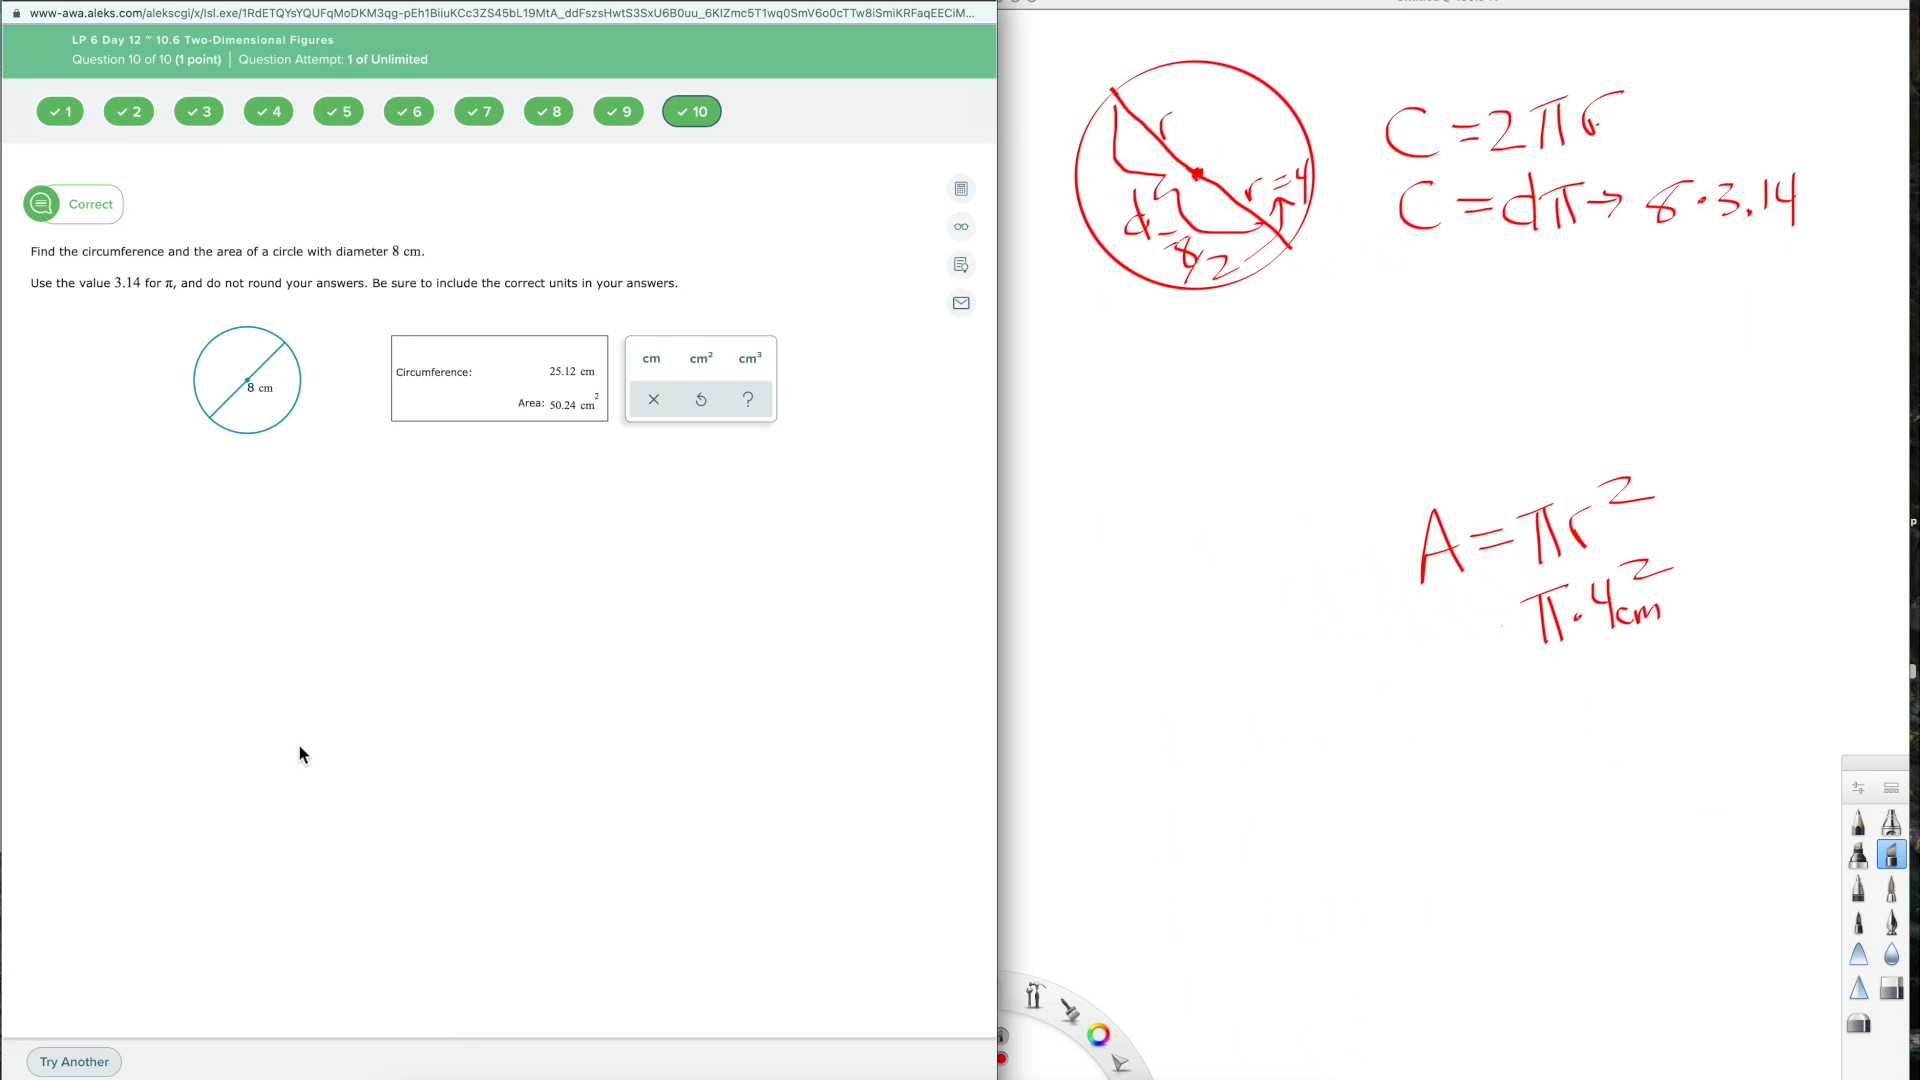 www-awa.aleks.com/alekscgi/x/Isl.exe/1RdETQYsYQUFqMoDKM3qg-pEh1BiiuKCc3ZS45bL19MtA_ddFszsHwtS3SxU6B0uu_6KIZmc5T1wq0SmV6o0cTTw8iSmiKRFaqEECiM...
LP 6 Day 12 ~ 10.6 Two-Dimensional Figures
Question 10 of 10 (1 point) | Question Attempt: 1 of Unlimited
✓ 1 ✓ 2 ✓ 3 ✓ 4 ✓ 5 ✓ 6 ✓ 7 ✓ 8 ✓ 9 ✓ 10
Correct
Find the circumference and the area of a circle with diameter 8 cm.
Use the value 3.14 for π, and do not round your answers. Be sure to include the correct units in your answers.
8 cm
Circumference: 25.12 cm
Area: 50.24 cm²
cm cm² cm³
?
Try Another
r
r=4
d=8/2
C=2πr
C=dπ→ 8·3.14
A=πr²
π·4cm²